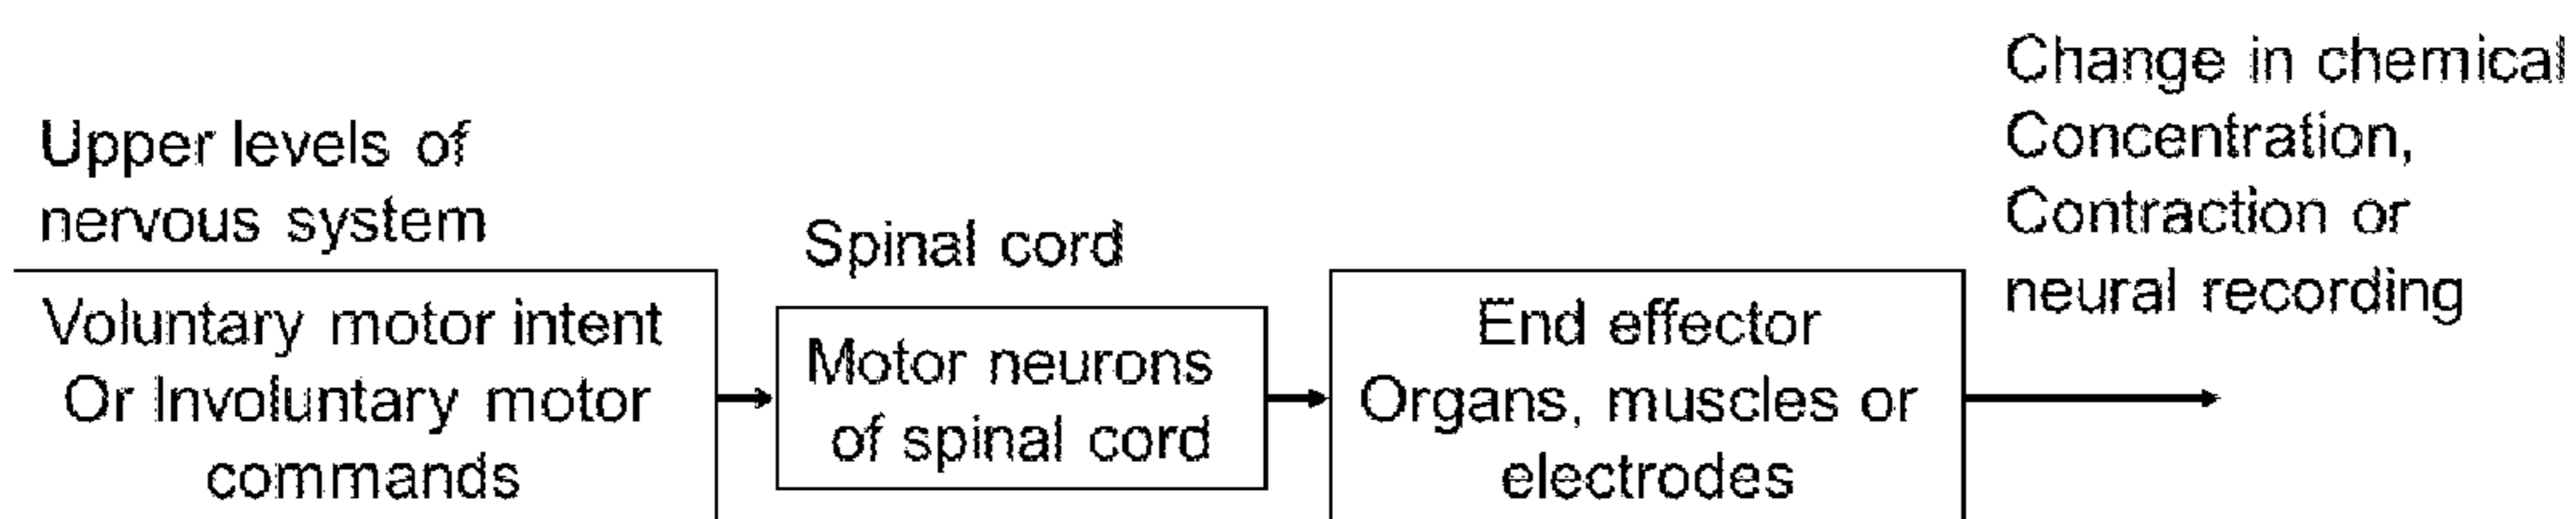 Upper levels of
nervous system
Voluntary motor intent
Or Involuntary motor
commands
Spinal cord
Motor neurons
of spinal cord
End effector
Organs, muscles or
electrodes
Change in chemical
Concentration,
Contraction or
neural recording